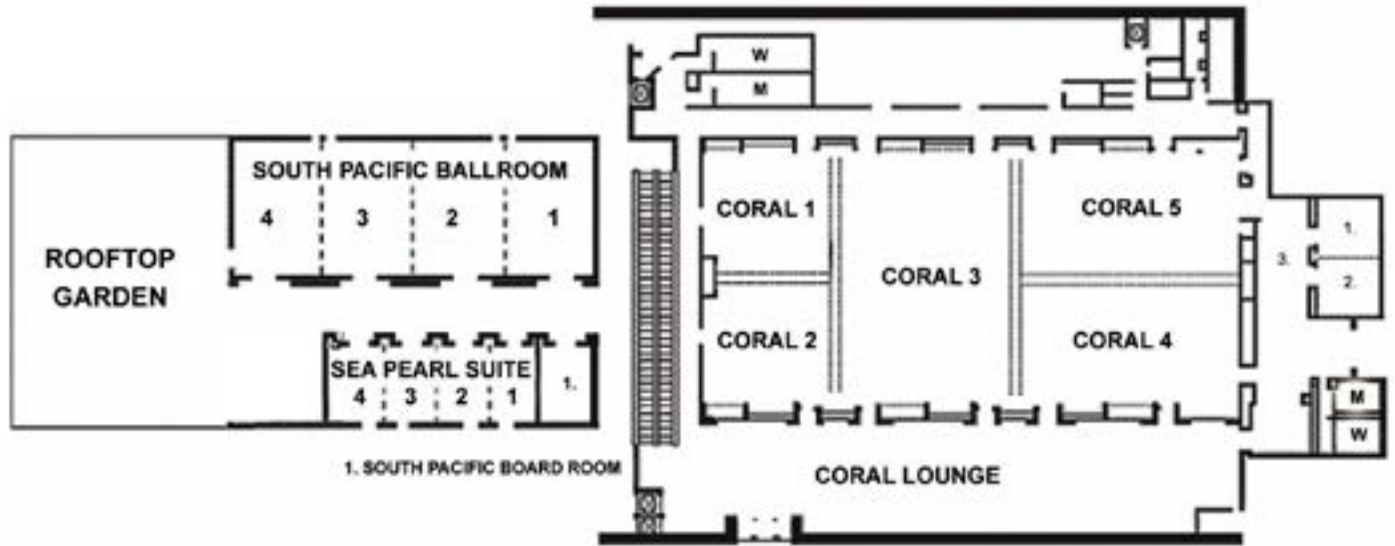 W
M
SOUTH PACIFIC BALLROOM
4 3 2 1
ROOFTOP
GARDEN
SEA PEARL SUITE
4 3 2 1
1.
1. SOUTH PACIFIC BOARD ROOM
CORAL 1
CORAL 2
CORAL 3
CORAL 5
CORAL 4
CORAL LOUNGE
3.
1.
2.
M
W